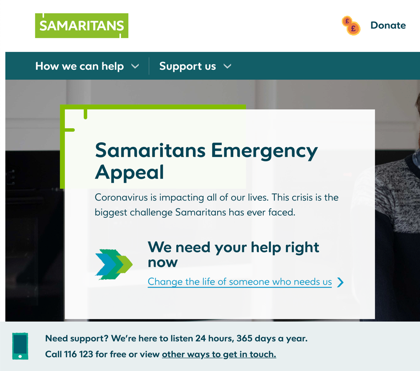 SAMARITANS
£ £ Donate
How we can help Support us
Samaritans Emergency
Appeal
Coronavirus is impacting all of our lives. This crisis is the
biggest challenge Samaritans has ever faced.
We need your help right
now
Change the life of someone who needs us
Need support? We’re here to listen 24 hours, 365 days a year.
Call 116 123 for free or view other ways to get in touch.